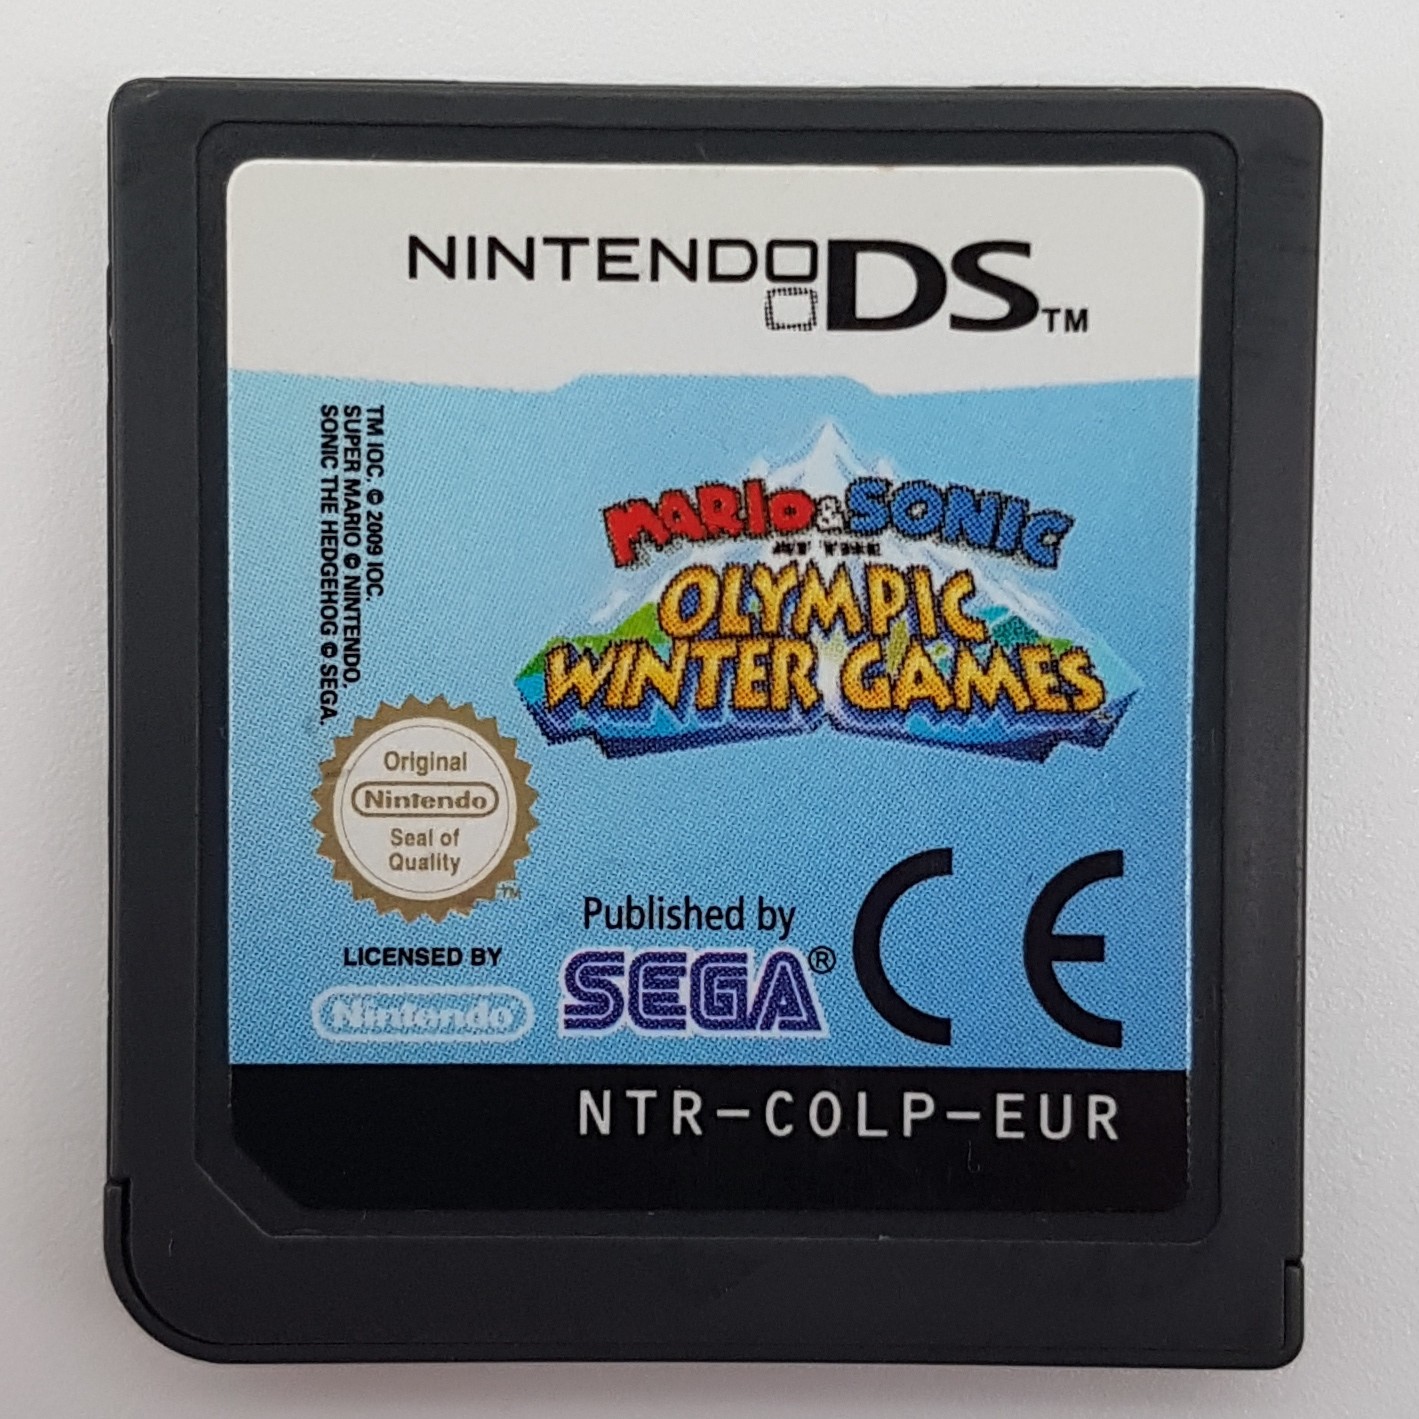 NINTENDO DS™
TM IOC. © 2009 IOC.
SUPER MARIO © NINTENDO.
SONIC THE HEDGEHOG © SEGA.
MARIO & SONIC
AT THE
OLYMPIC
WINTER GAMES
Original
Nintendo
Seal of
Quality
™
LICENSED BY
Nintendo
Published by
SEGA®
CE
NTR-COLP-EUR